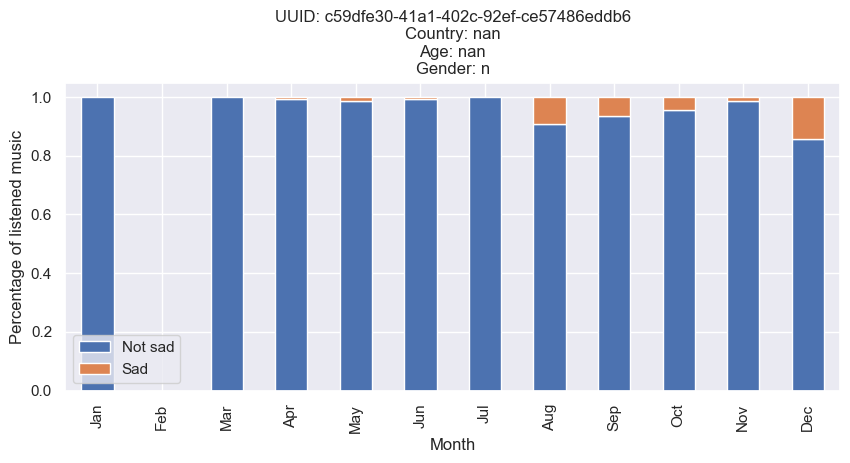 UUID: c59dfe30-41a1-402c-92ef-ce57486eddb6
Country: nan
Age: nan
Gender: n
Percentage of listened music
1.0
0.8
0.6
0.4
0.2
0.0
Not sad
Sad
Jan
Feb
Mar
Apr
May
Jun
Jul
Aug
Sep
Oct
Nov
Dec
Month